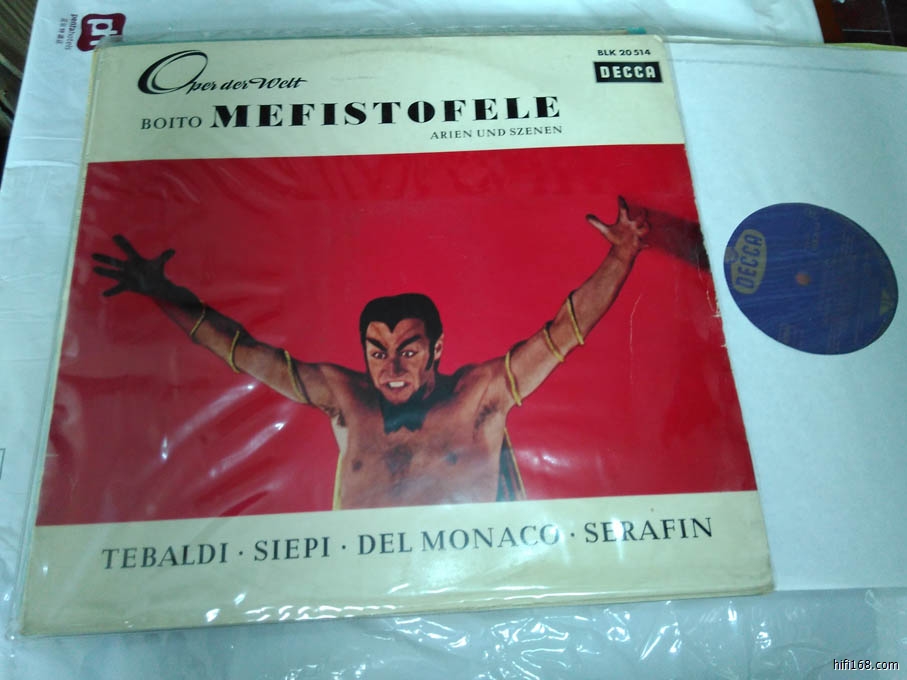 BLK 20 514
DECCA
Oper der Welt
BOITO MEFISTOFELE
ARIEN UND SZENEN
TEBALDI · SIEPI · DEL MONACO · SERAFIN
DECCA
hifi168.com